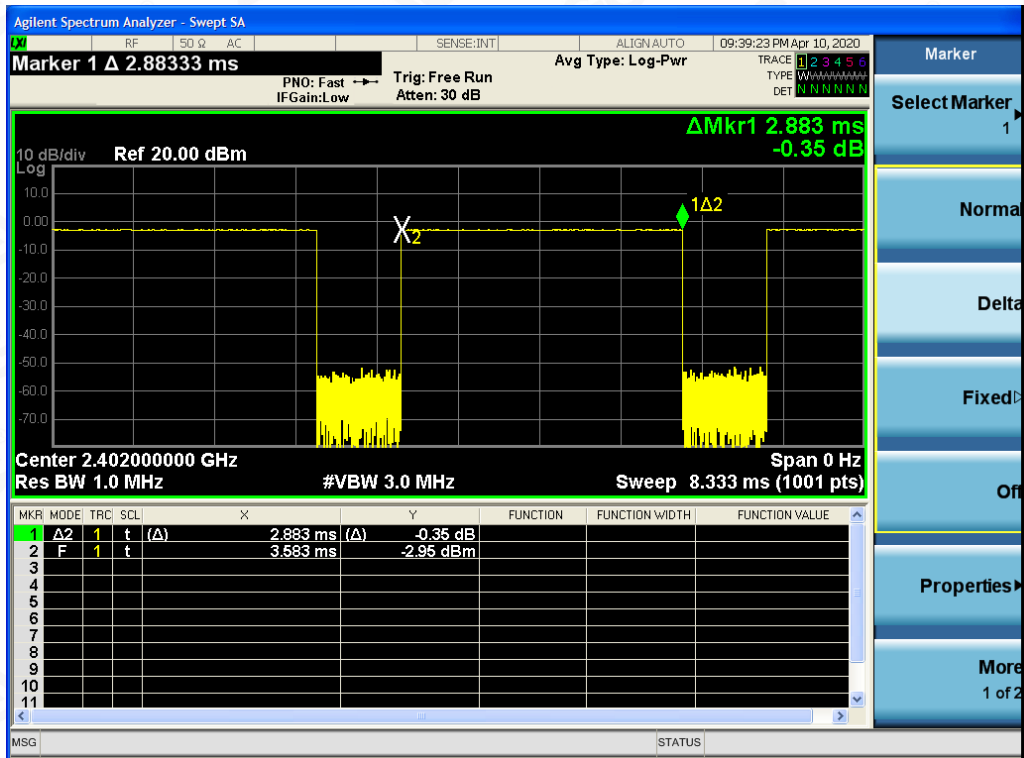 Agilent Spectrum Analyzer - Swept SA
LXI RF 50 Ω AC SENSE:INT ALIGN AUTO 09:39:23 PM Apr 10, 2020
Marker 1 Δ 2.88333 ms
PNO: Fast
IFGain:Low
Trig: Free Run
Atten: 30 dB
Avg Type: Log-Pwr
TRACE 1 2 3 4 5 6
TYPE WWWWWW
DET N N N N N N
ΔMkr1 2.883 ms
-0.35 dB
10 dB/div Ref 20.00 dBm
Log
10.0
0.00
-10.0
-20.0
-30.0
-40.0
-50.0
-60.0
-70.0
X2
1Δ2
Center 2.402000000 GHz Span 0 Hz
Res BW 1.0 MHz #VBW 3.0 MHz Sweep 8.333 ms (1001 pts)
MKR MODE TRC SCL X Y FUNCTION FUNCTION WIDTH FUNCTION VALUE
1 Δ2 1 t (Δ) 2.883 ms (Δ) -0.35 dB
2 F 1 t 3.583 ms -2.95 dBm
3
4
5
6
7
8
9
10
11
MSG STATUS
Marker
Select Marker
1
Normal
Delta
Fixed
Off
Properties
More
1 of 2